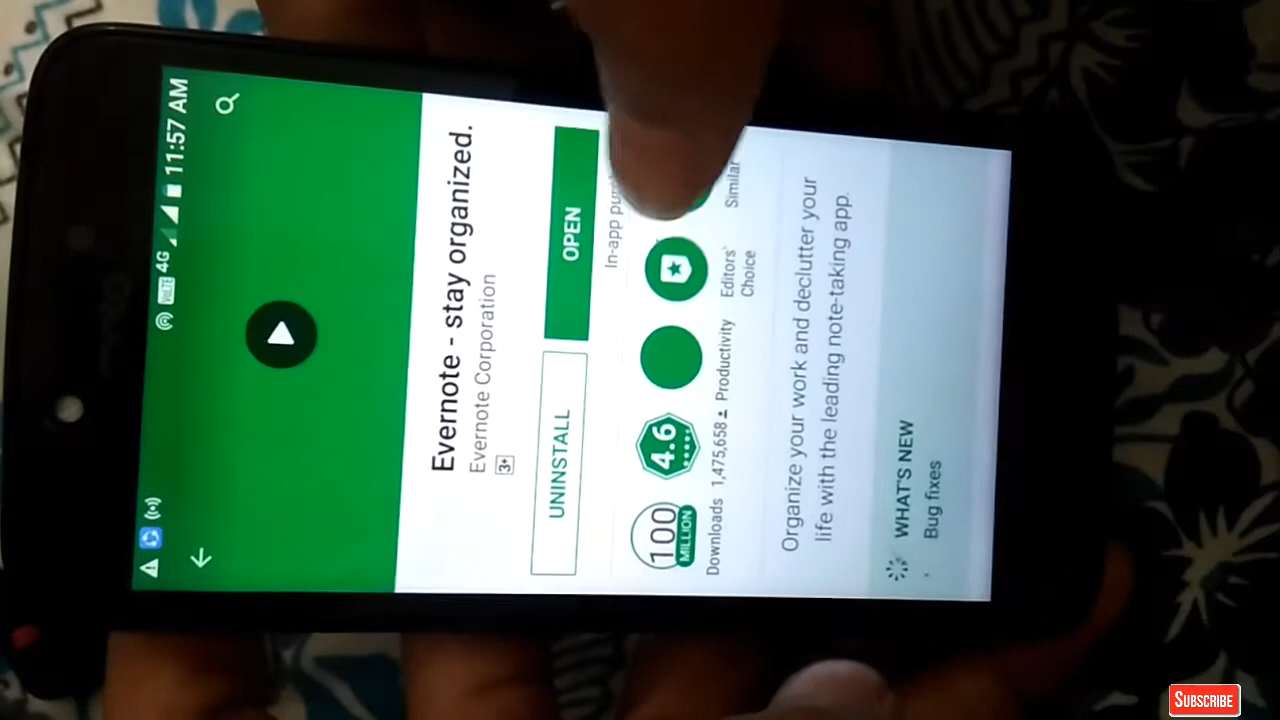 4G 11:57 AM
Evernote - stay organized.
Evernote Corporation
3+
UNINSTALL
OPEN
In-app
100
MILLION
Downloads
4.6
1,475,658
Productivity
Editors'
Choice
Similar
Organize your work and declutter your
life with the leading note-taking app.
WHAT'S NEW
Bug fixes
SUBSCRIBE